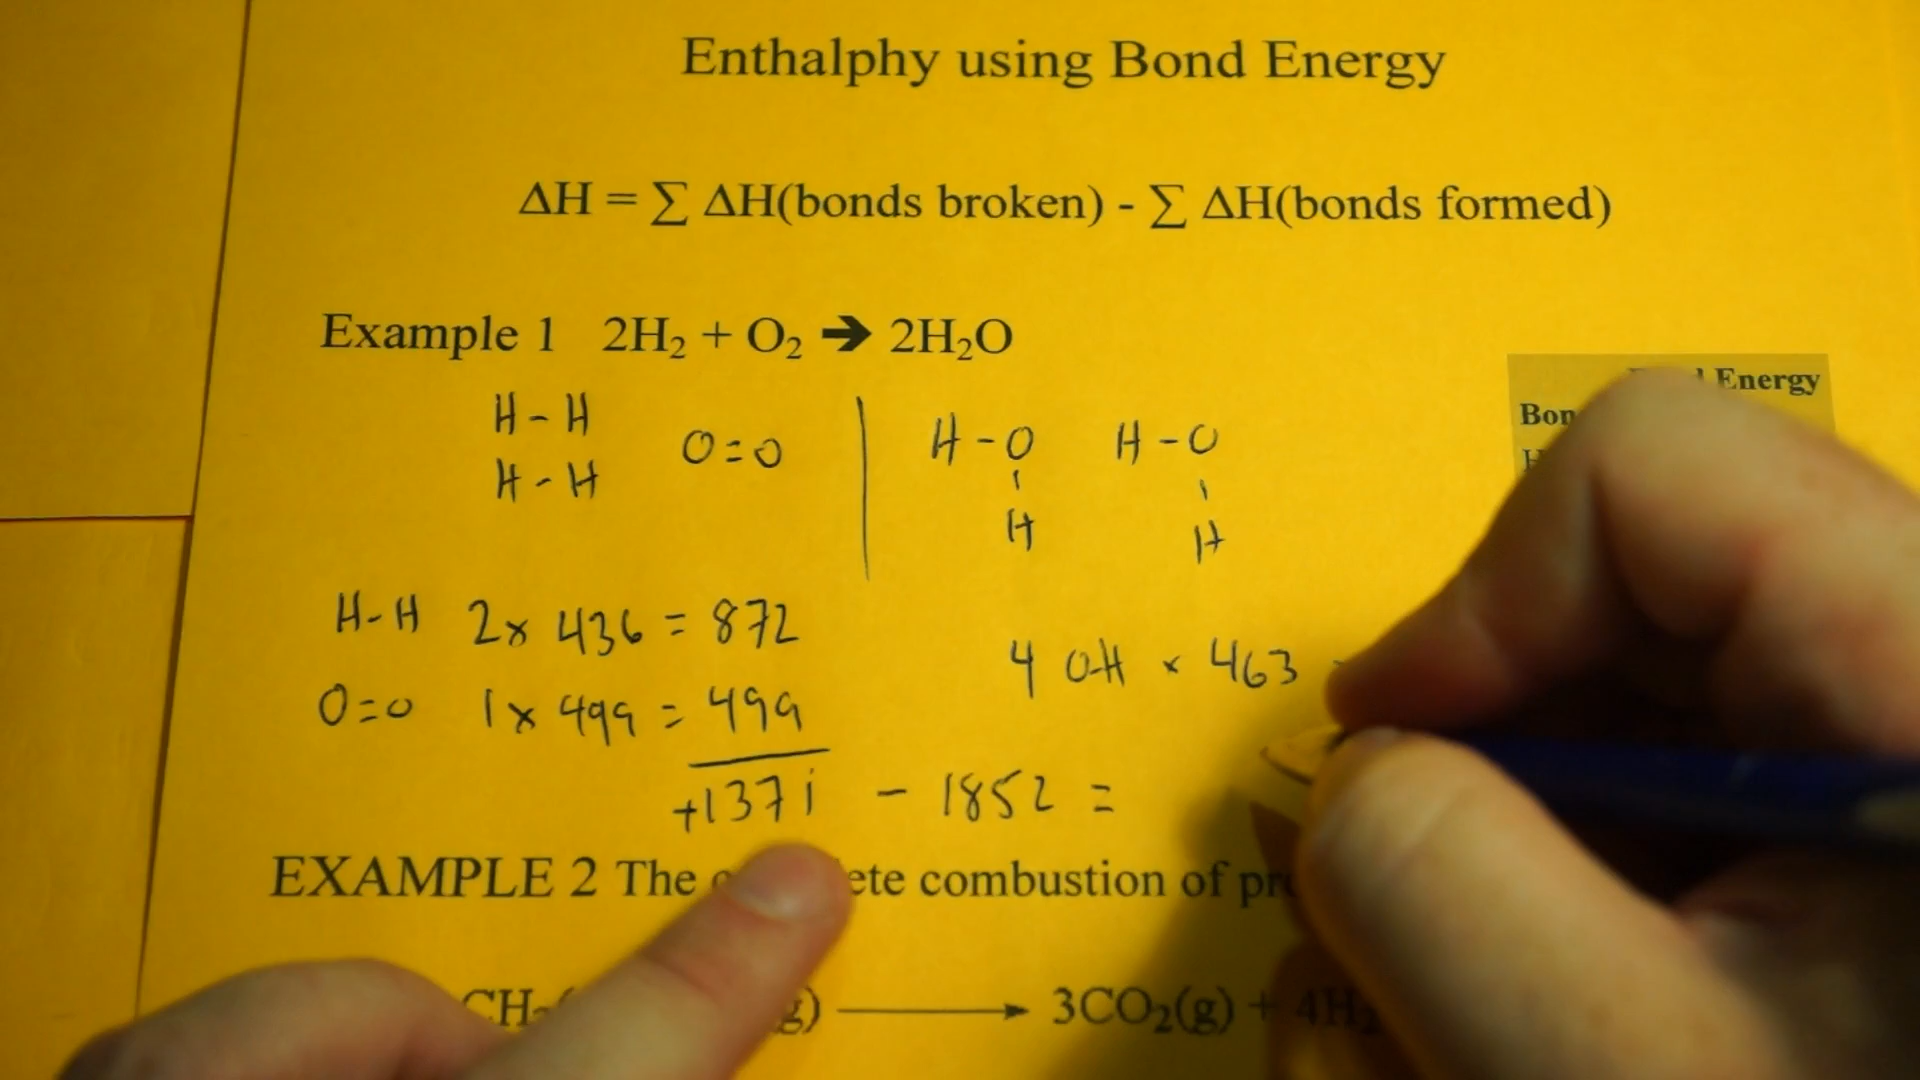 Enthalphy using Bond Energy
ΔH = ∑ ΔH(bonds broken) - ∑ ΔH(bonds formed)
Example 1 2H₂ + O₂ ➔ 2H₂O
Energy
H-H
H-H
O=O
H-O
H
H-O
H
H-H 2x 436 = 872
O=O 1x 499 = 499
4 O-H x 463
+1371 - 1852 =
EXAMPLE 2 The combustion of
3CO₂(g) + 4H₂